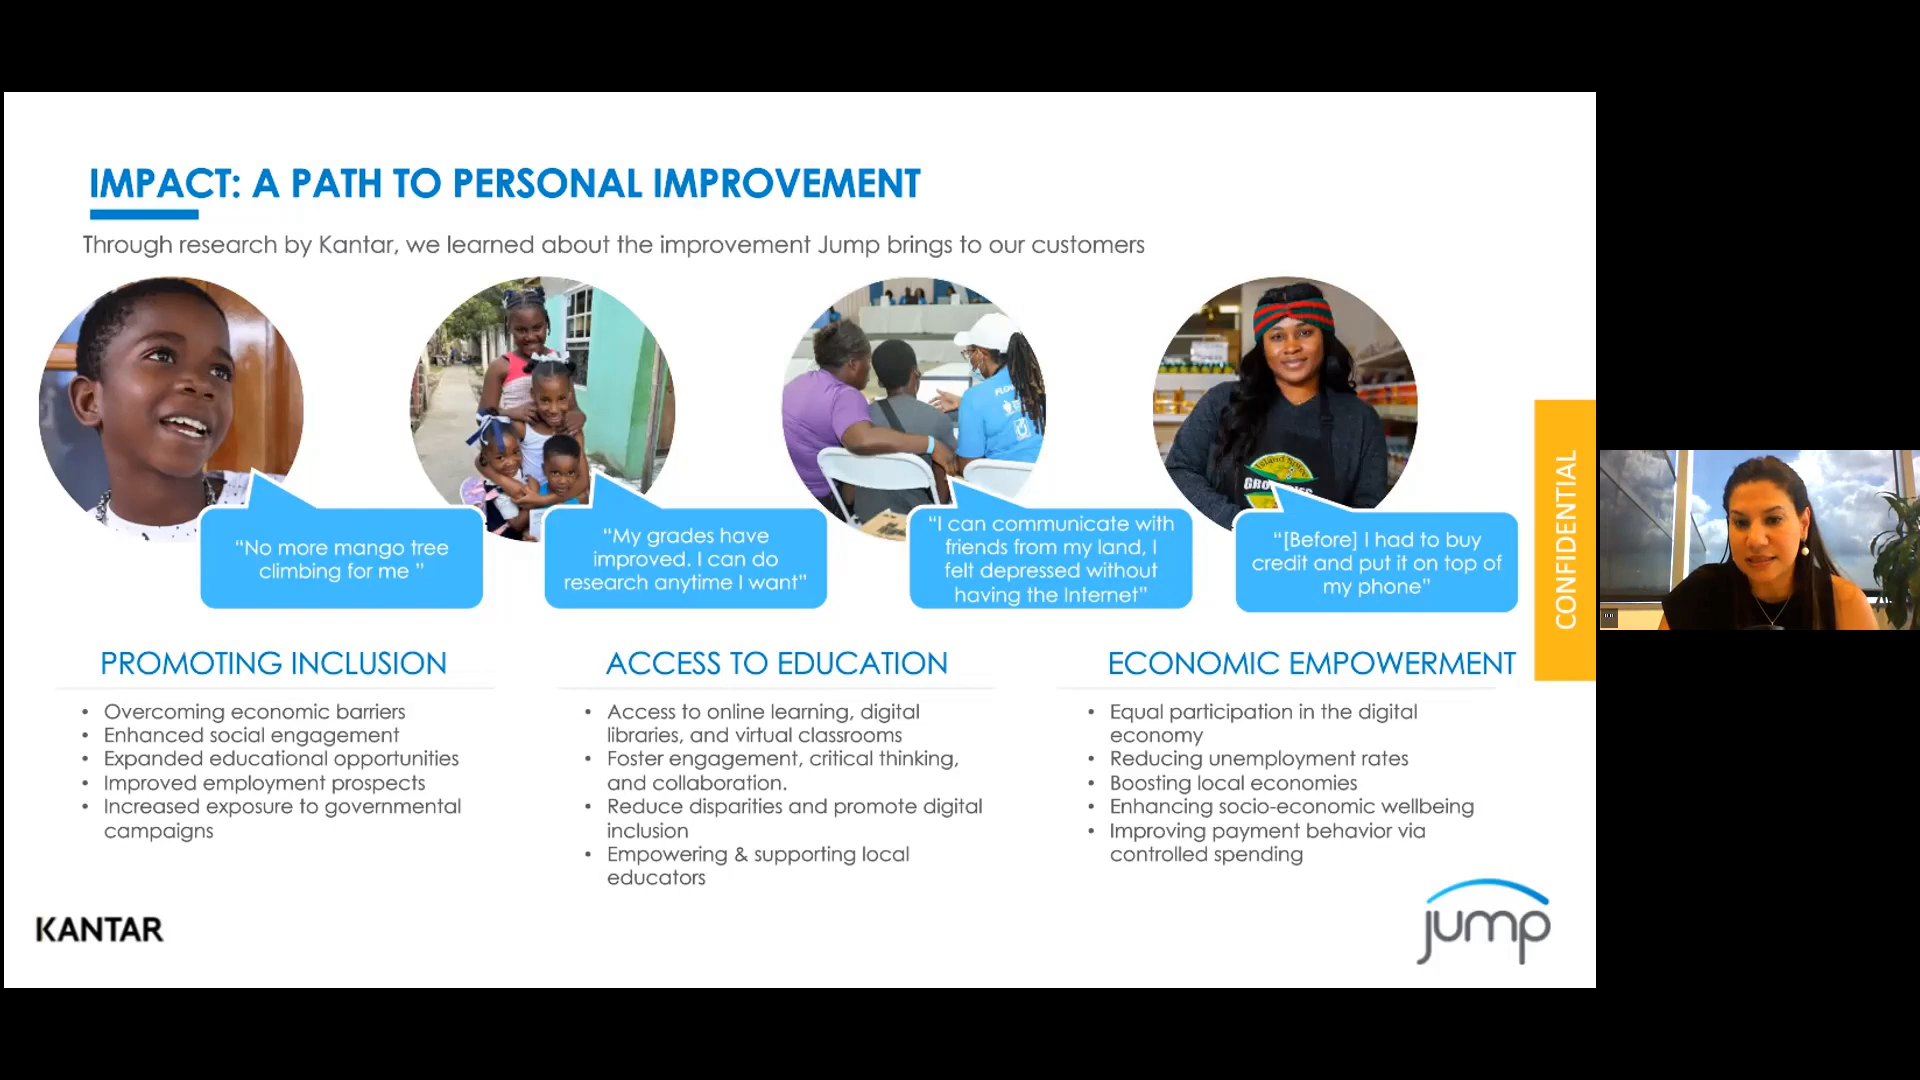 IMPACT: A PATH TO PERSONAL IMPROVEMENT
Through research by Kantar, we learned about the improvement Jump brings to our customers
“No more mango tree
climbing for me ”
“My grades have
improved. I can do
research anytime I want”
“I can communicate with
friends from my land, I
felt depressed without
having the Internet”
“[Before] I had to buy
credit and put it on top of
my phone”
CONFIDENTIAL
PROMOTING INCLUSION
• Overcoming economic barriers
• Enhanced social engagement
• Expanded educational opportunities
• Improved employment prospects
• Increased exposure to governmental
campaigns
ACCESS TO EDUCATION
• Access to online learning, digital
libraries, and virtual classrooms
• Foster engagement, critical thinking,
and collaboration.
• Reduce disparities and promote digital
inclusion
• Empowering & supporting local
educators
ECONOMIC EMPOWERMENT
• Equal participation in the digital
economy
• Reducing unemployment rates
• Boosting local economies
• Enhancing socio-economic wellbeing
• Improving payment behavior via
controlled spending
KANTAR
jump